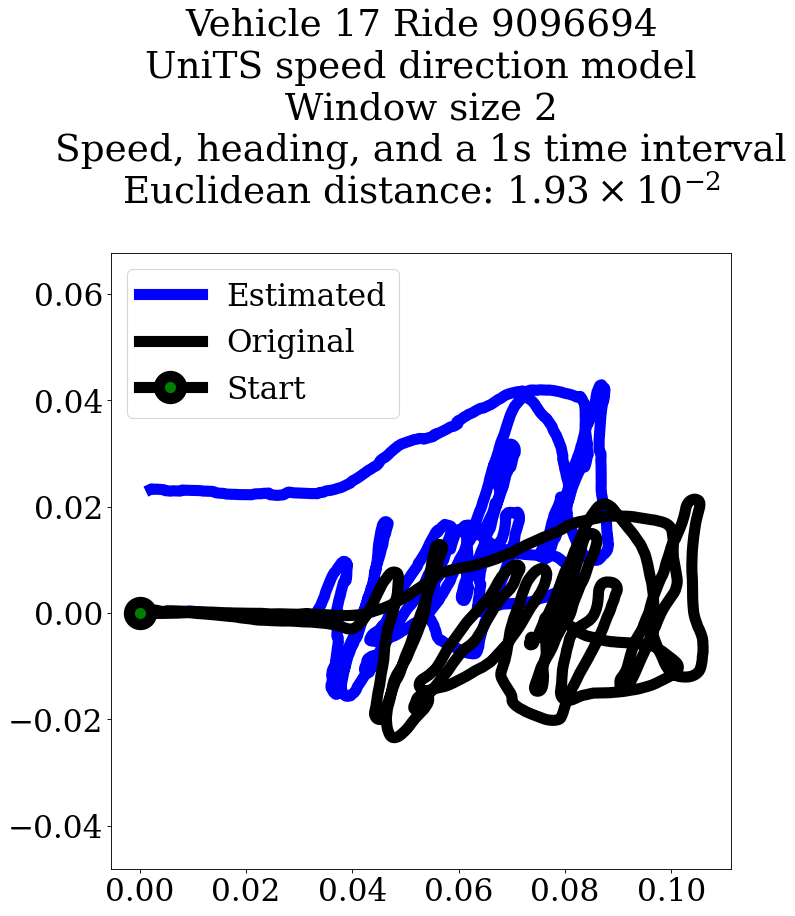 Vehicle 17 Ride 9096694
UniTS speed direction model
Window size 2
Speed, heading, and a 1s time interval
Euclidean distance: 1.93 × 10⁻²
Estimated
Original
Start
0.06
0.04
0.02
0.00
−0.02
−0.04
0.00 0.02 0.04 0.06 0.08 0.10